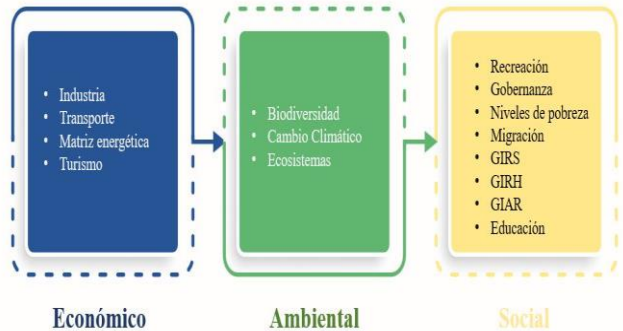 • Industria
• Transporte
• Matriz energética
• Turismo
• Biodiversidad
• Cambio Climático
• Ecosistemas
• Recreación
• Gobernanza
• Niveles de pobreza
• Migración
• GIRS
• GIRH
• GIAR
• Educación
Económico
Ambiental
Social